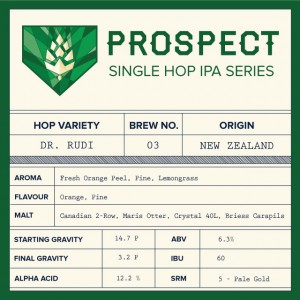 PROSPECT
SINGLE HOP IPA SERIES
HOP VARIETY BREW NO. ORIGIN
DR. RUDI 03 NEW ZEALAND
AROMA Fresh Orange Peel, Pine, Lemongrass
FLAVOUR Orange, Pine
MALT Canadian 2-Row, Maris Otter, Crystal 40L, Briess Carapils
STARTING GRAVITY 14.7 P ABV 6.3%
FINAL GRAVITY 3.2 P IBU 60
ALPHA ACID 12.2 % SRM 5 - Pale Gold